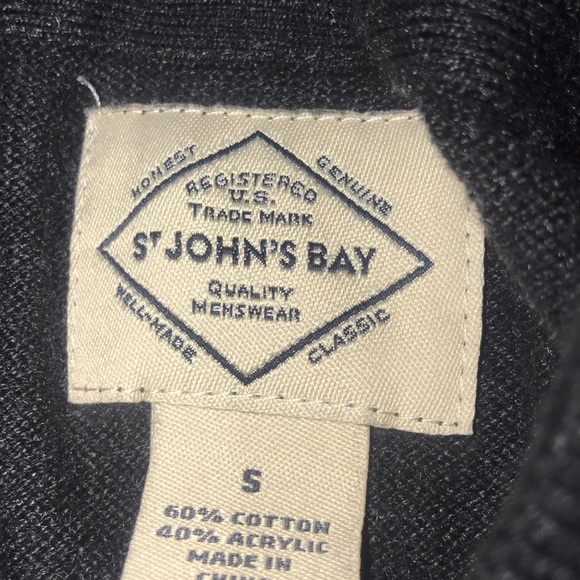 HONEST
GENUINE
REGISTERED
U.S.
TRADE MARK
ST JOHN'S BAY
QUALITY
MENSWEAR
WELL-MADE
CLASSIC
S
60% COTTON
40% ACRYLIC
MADE IN
CHINA